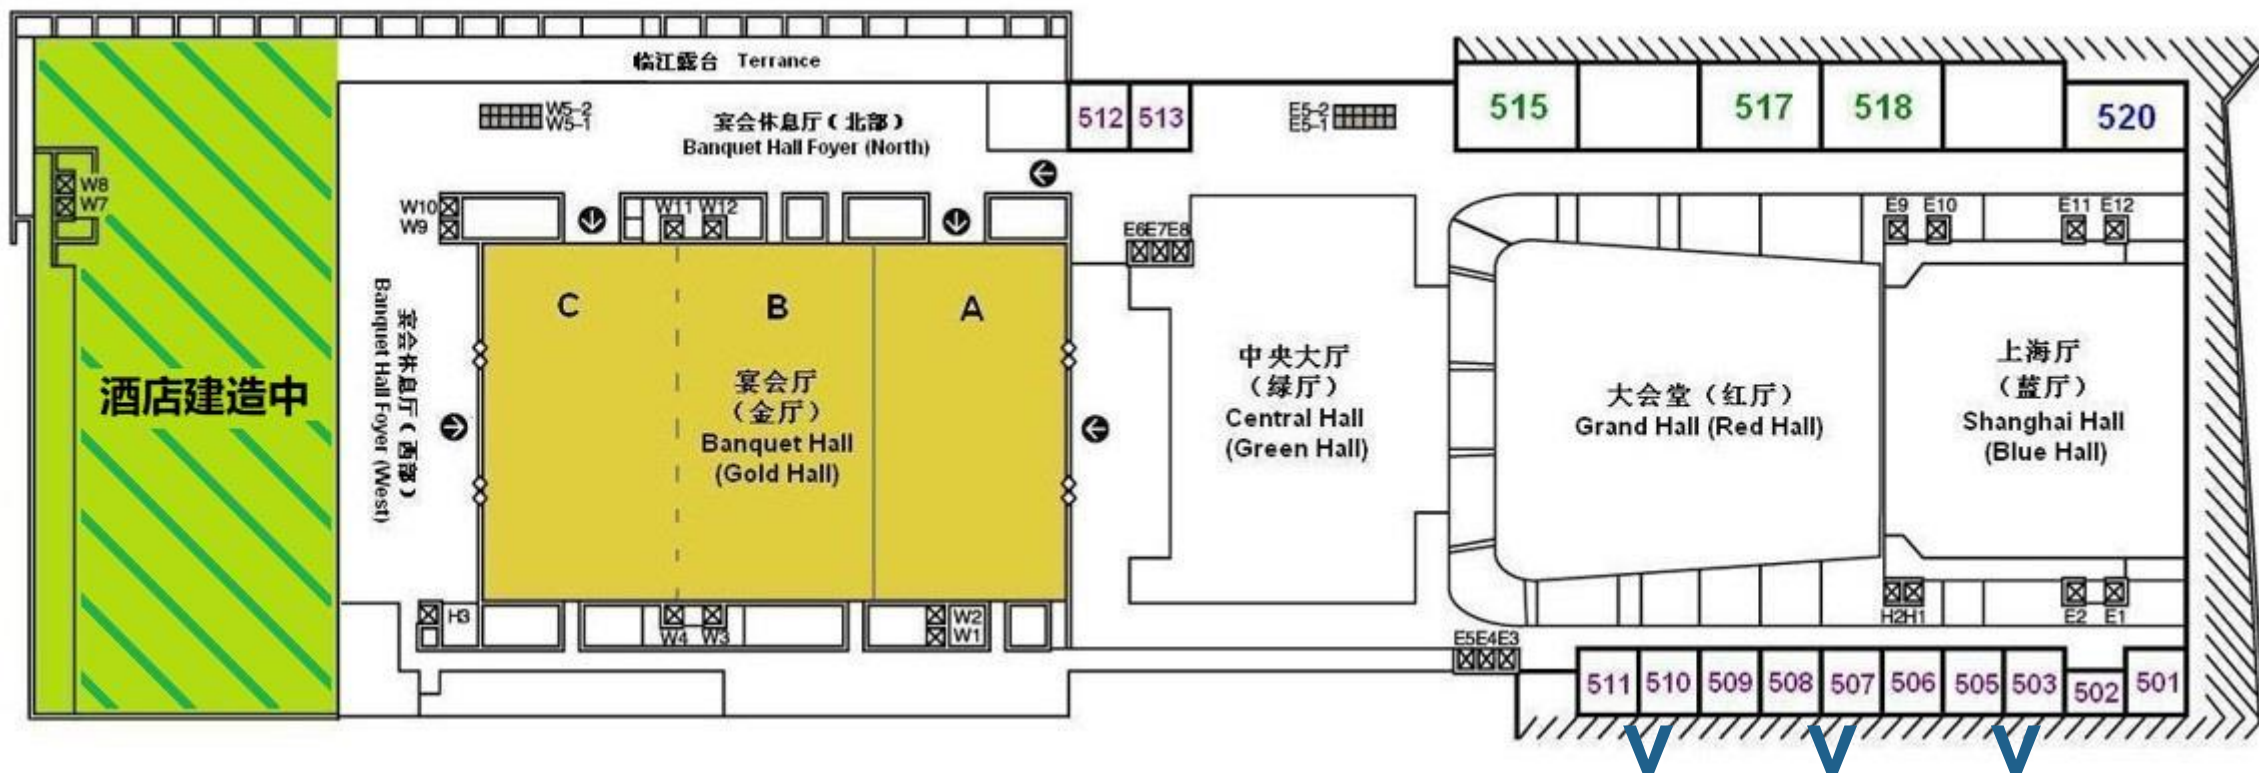 临江露台 Terrance
W5-2
W5-1
宴会休息厅（北部）
Banquet Hall Foyer (North)
512
513
E5-2
E5-1
515
517
518
520
W8
W7
W10
W9
W11 W12
E6E7E8
E9 E10
E11 E12
C
B
A
宴会休息厅（西部）
Banquet Hall Foyer (West)
酒店建造中
宴会厅
（金厅）
Banquet Hall
(Gold Hall)
中央大厅
（绿厅）
Central Hall
(Green Hall)
大会堂（红厅）
Grand Hall (Red Hall)
上海厅
（蓝厅）
Shanghai Hall
(Blue Hall)
H3
W4 W3
W2
W1
H2H1
E2 E1
E5E4E3
511
510
509
508
507
506
505
503
502
501
V V V